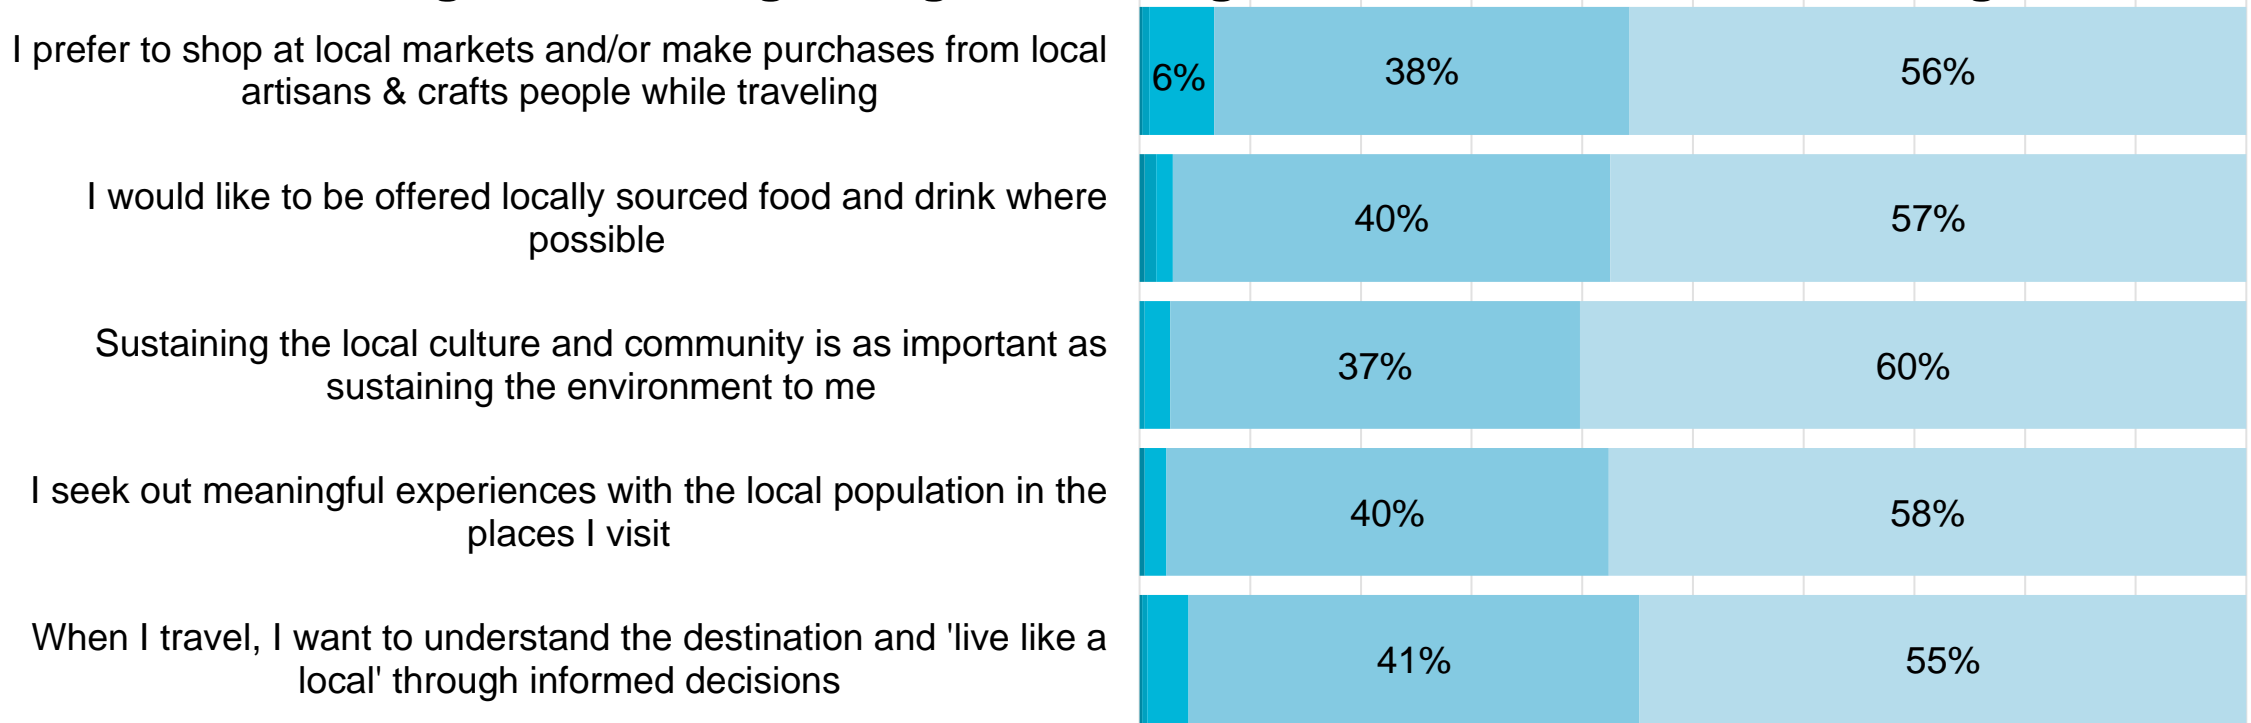 I prefer to shop at local markets and/or make purchases from local
artisans & crafts people while traveling
6%
38%
56%
I would like to be offered locally sourced food and drink where
possible
40%
57%
Sustaining the local culture and community is as important as
sustaining the environment to me
37%
60%
I seek out meaningful experiences with the local population in the
places I visit
40%
58%
When I travel, I want to understand the destination and 'live like a
local' through informed decisions
41%
55%